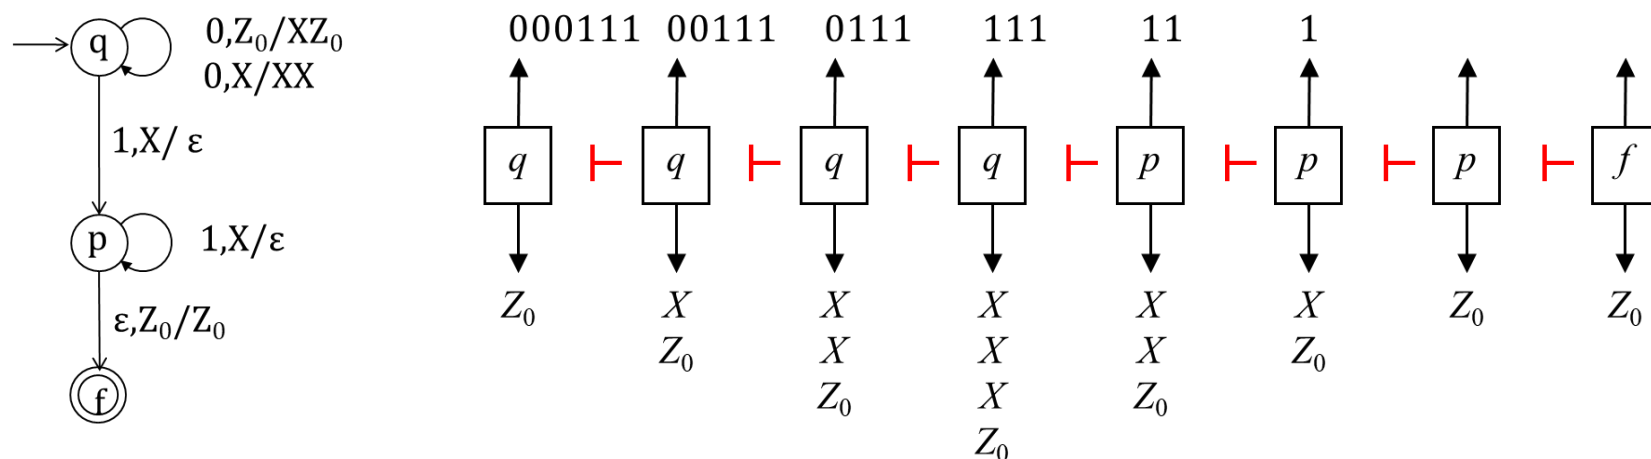 q
0,Z₀/XZ₀
0,X/XX
1,X/ ε
p
1,X/ε
ε,Z₀/Z₀
f
000111 00111 0111 111 11 1
q ⊢ q ⊢ q ⊢ q ⊢ p ⊢ p ⊢ p ⊢ f
Z₀ X X X X X Z₀ Z₀
Z₀ X X X Z₀
Z₀ X Z₀
Z₀